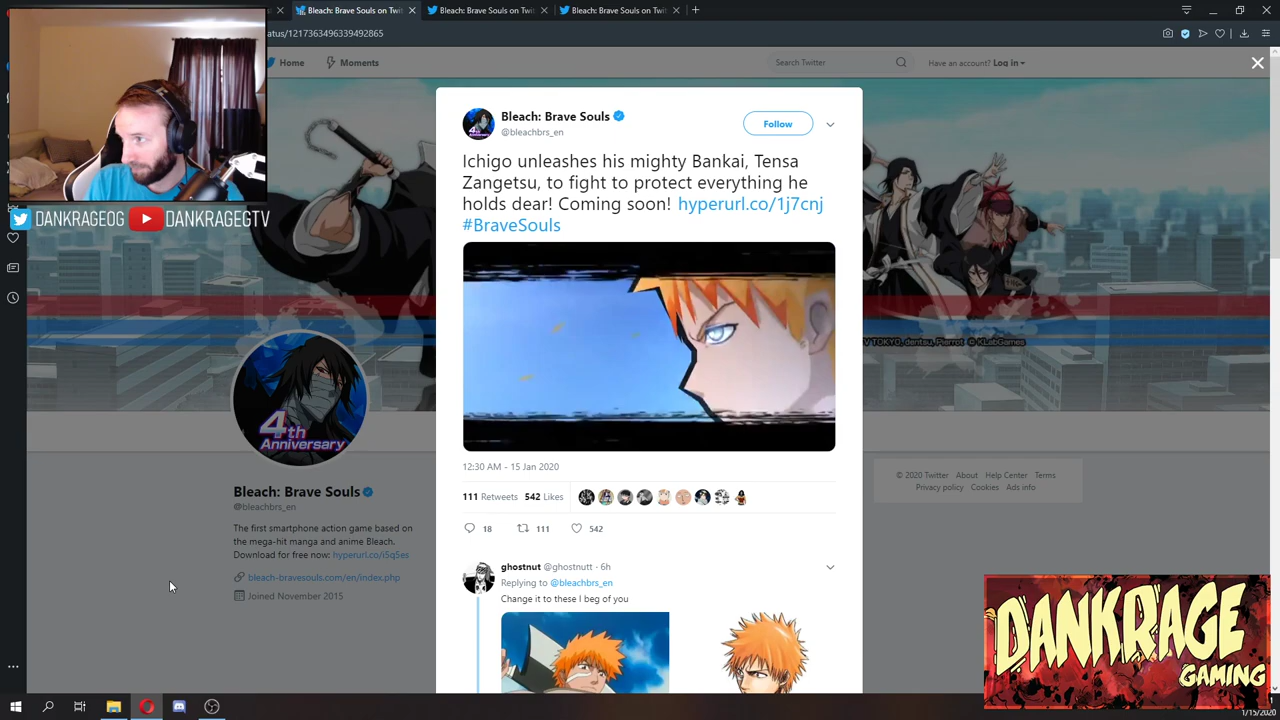 Bleach: Brave Souls on Twi
Bleach: Brave Souls on Twi
Bleach: Brave Souls on Twi
atus/1217363496339492865
Home
Moments
Search Twitter
Have an account? Log in
DANKRAGEOG
DANKRAGEGTV
Bleach: Brave Souls
@bleachbrs_en
Follow
Ichigo unleashes his mighty Bankai, Tensa
Zangetsu, to fight to protect everything he
holds dear! Coming soon! hyperurl.co/1j7cnj
#BraveSouls
V TOKYO, dentsu, Pierrot © KLabGames
12:30 AM - 15 Jan 2020
111 Retweets 542 Likes
18
111
542
ghostnut @ghostnutt · 6h
Replying to @bleachbrs_en
Change it to these I beg of you
4th
Anniversary
Bleach: Brave Souls
@bleachbrs_en
The first smartphone action game based on
the mega-hit manga and anime Bleach.
Download for free now: hyperurl.co/i5q5es
bleach-bravesouls.com/en/index.php
Joined November 2015
© 2020 Twitter About Help Center Terms
Privacy policy Cookies Ads info
DANKRAGE
GAMING
1/15/2020